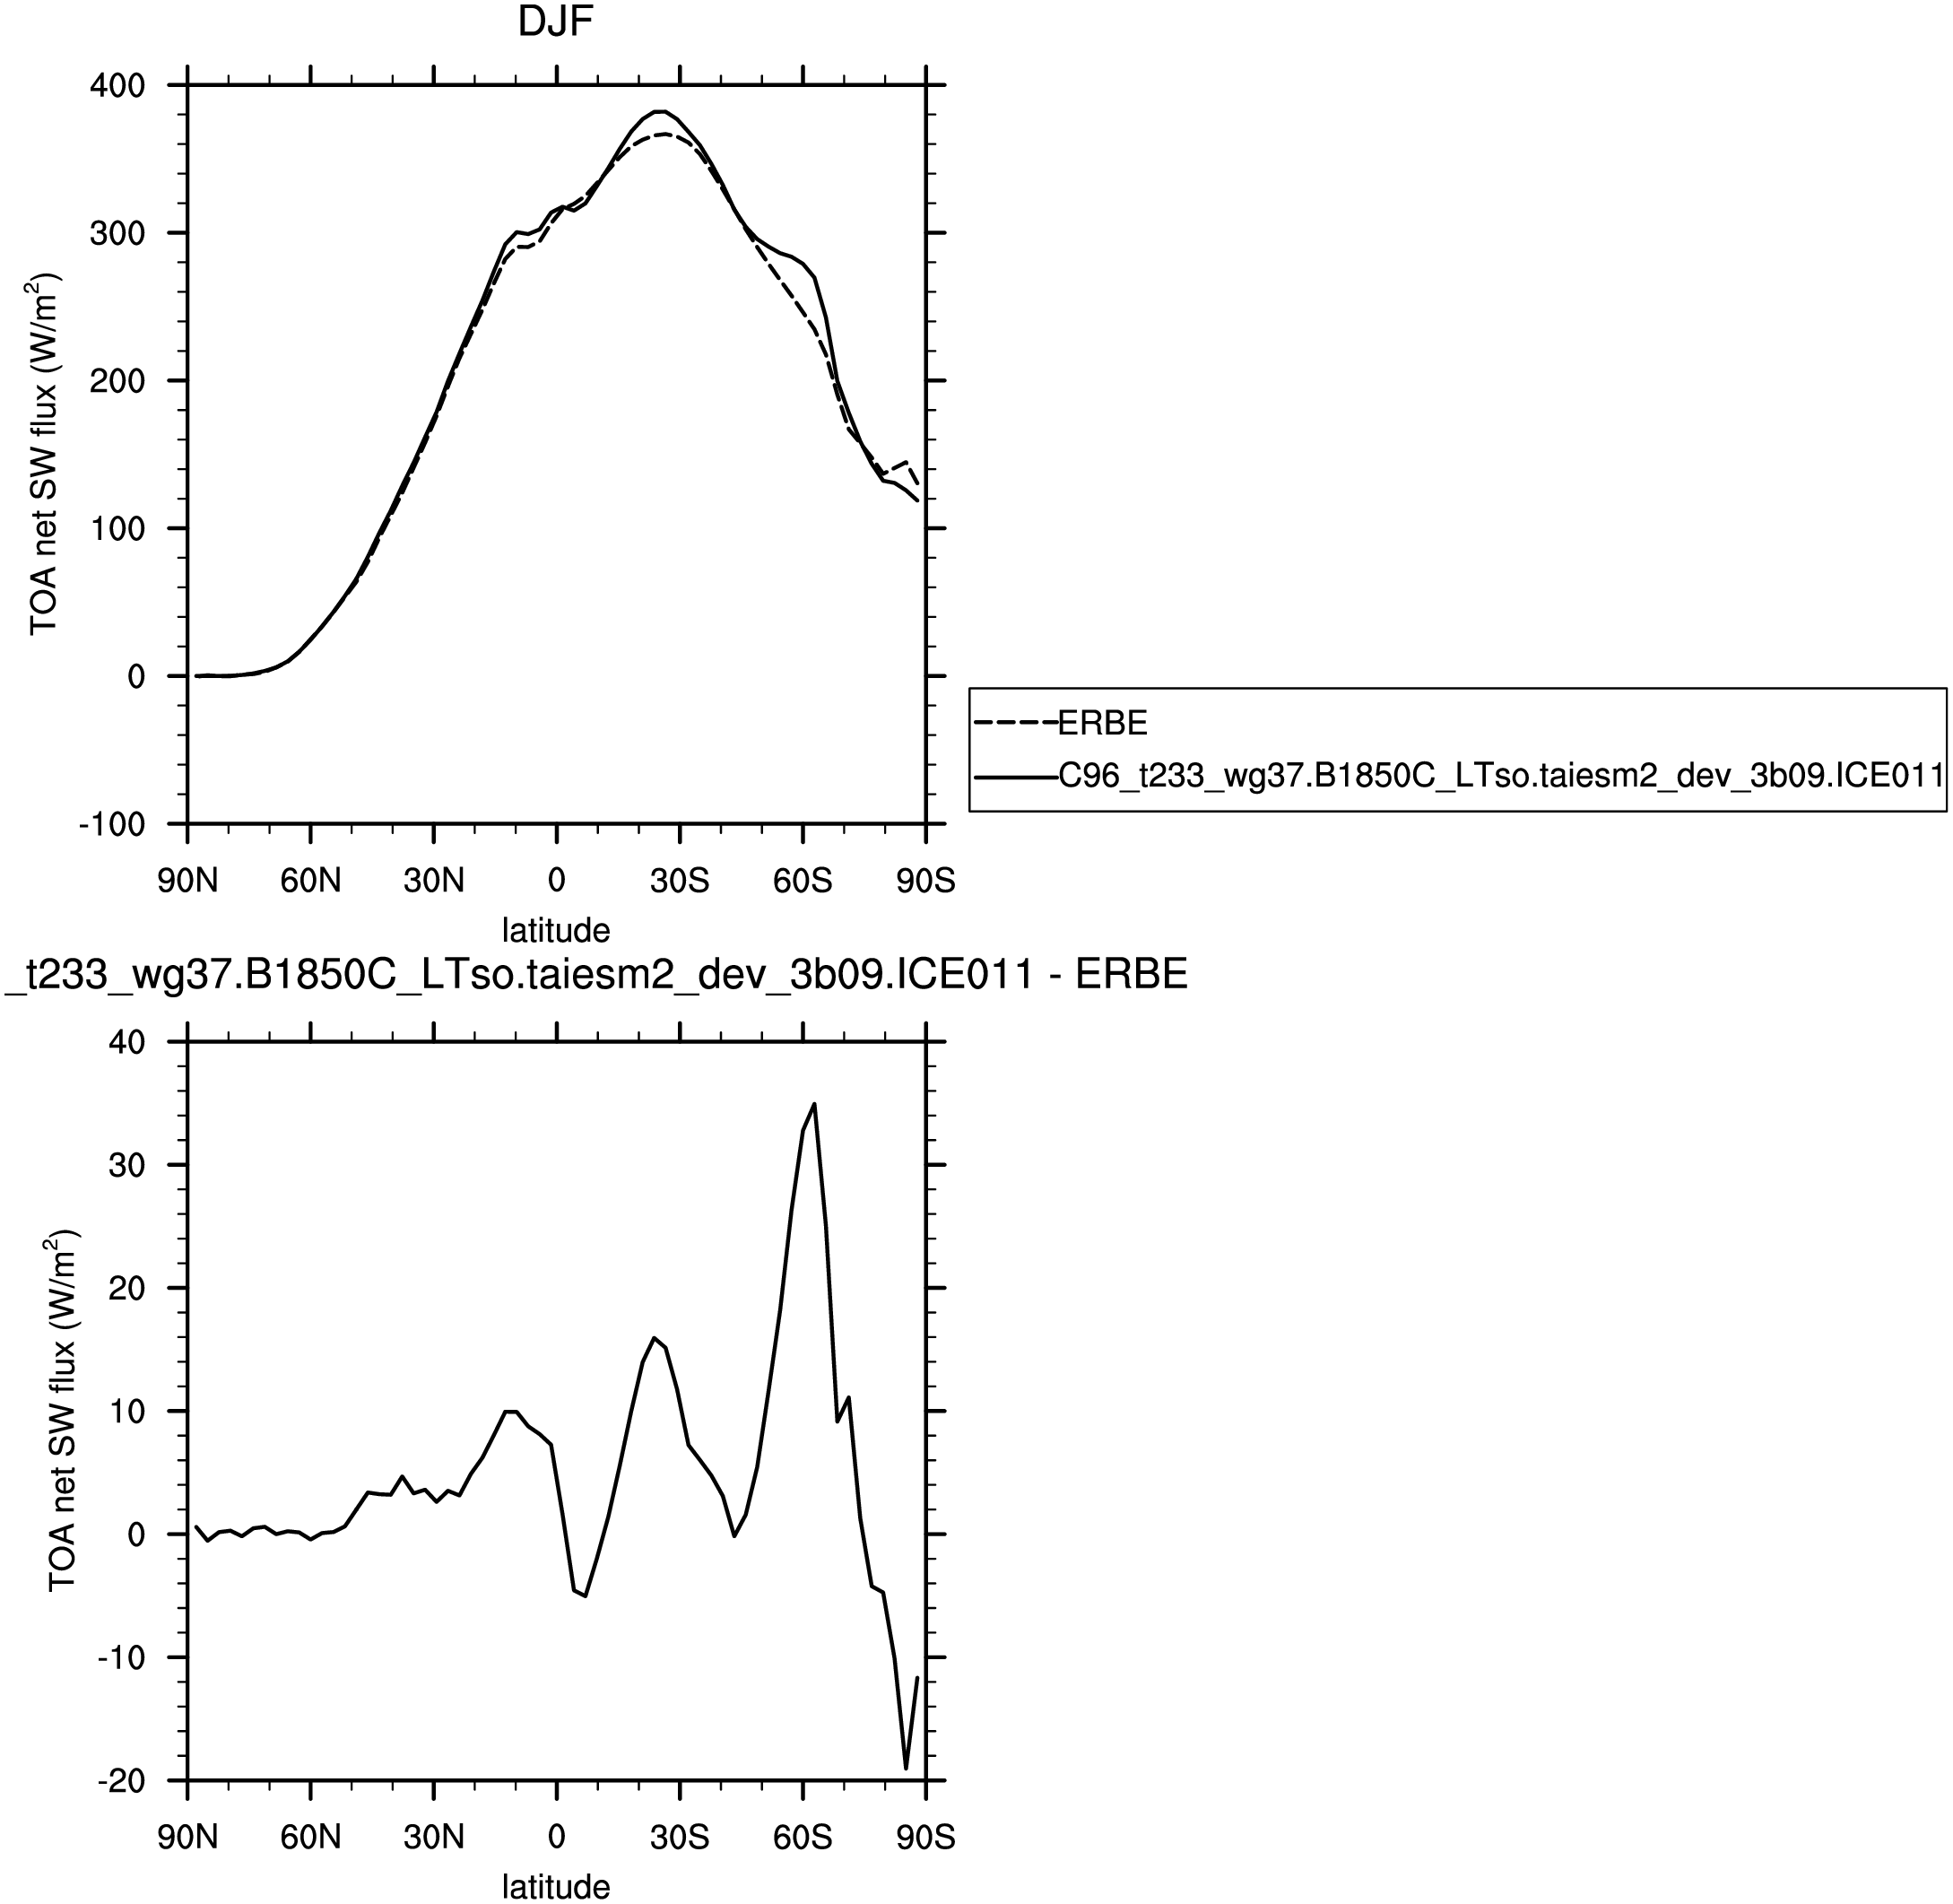 DJF
400
300
200
100
0
-100
TOA net SW flux (W/m²)
90N 60N 30N 0 30S 60S 90S
latitude
ERBE
C96_t233_wg37.B1850C_LTso.taiesm2_dev_3b09.ICE011
_t233_wg37.B1850C_LTso.taiesm2_dev_3b09.ICE011 - ERBE
40
30
20
10
0
-10
-20
TOA net SW flux (W/m²)
90N 60N 30N 0 30S 60S 90S
latitude